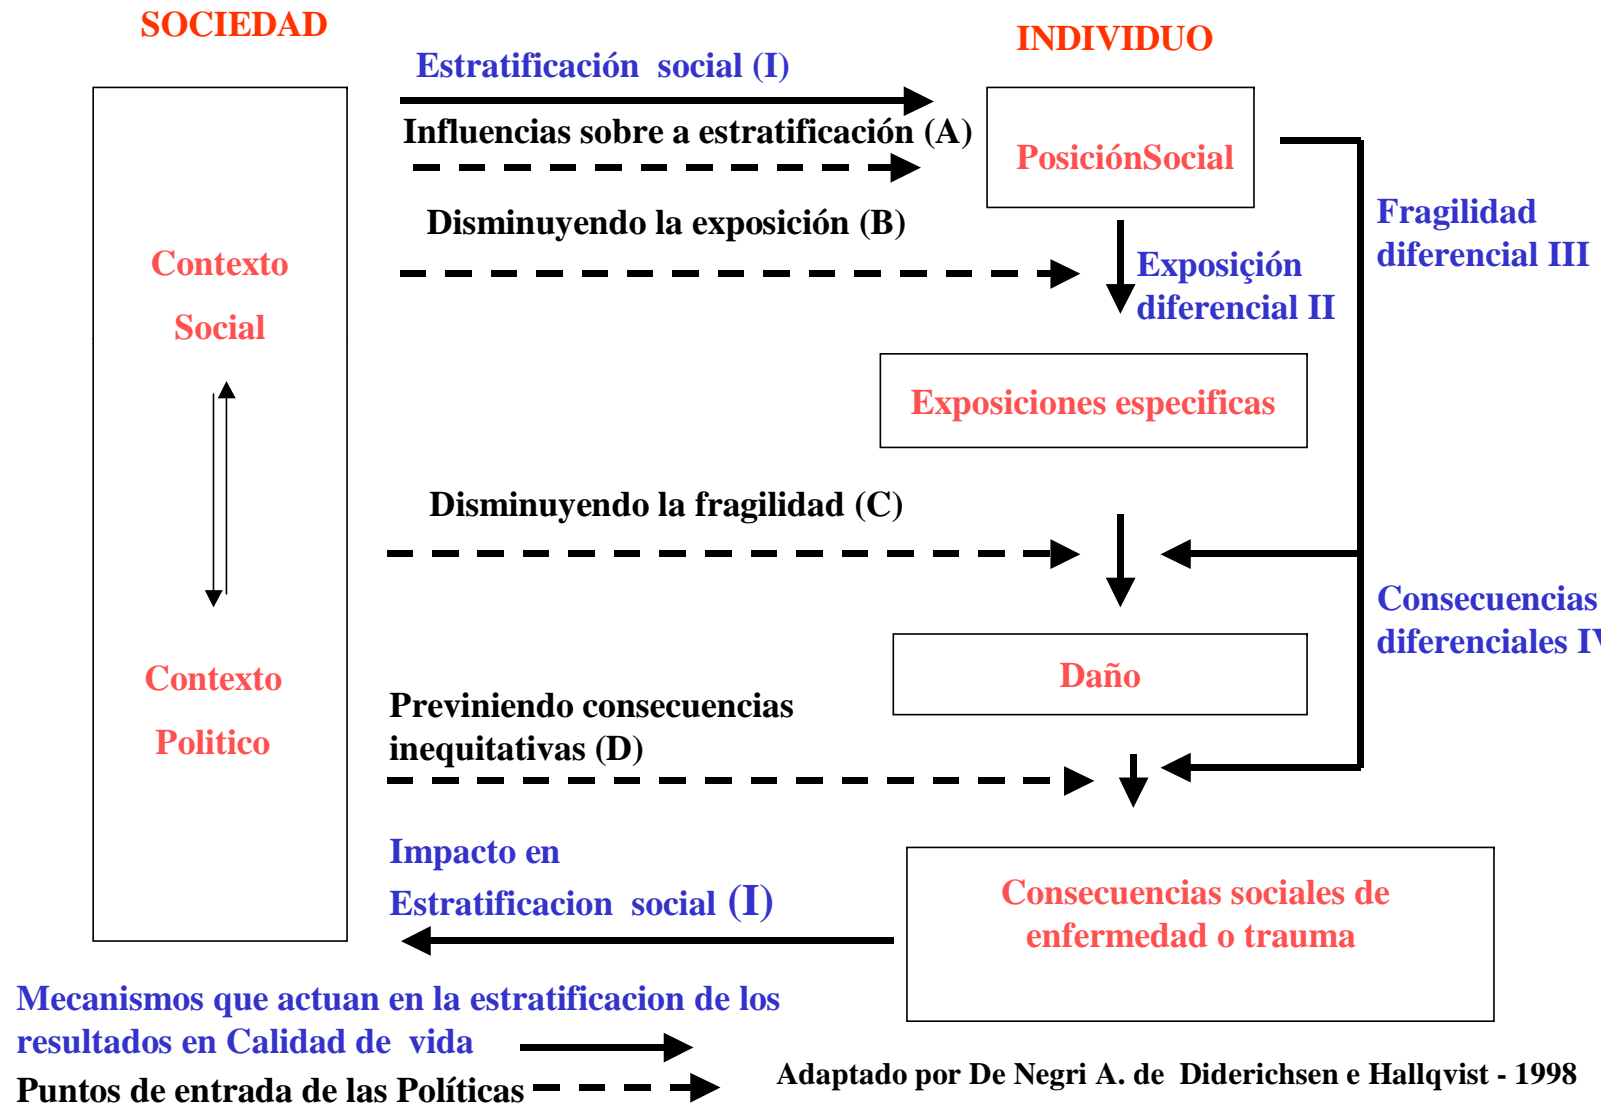 SOCIEDAD
INDIVIDUO
Estratificación social (I)
Influencias sobre a estratificación (A)
PosiciónSocial
Disminuyendo la exposición (B)
Fragilidad
diferencial III
Contexto
Social
Exposiçión
diferencial II
Exposiciones especificas
Disminuyendo la fragilidad (C)
Consecuencias
diferenciales IV
Contexto
Politico
Daño
Previniendo consecuencias
inequitativas (D)
Impacto en
Estratificacion social (I)
Consecuencias sociales de
enfermedad o trauma
Mecanismos que actuan en la estratificacion de los
resultados en Calidad de vida
Puntos de entrada de las Políticas
Adaptado por De Negri A. de Diderichsen e Hallqvist - 1998